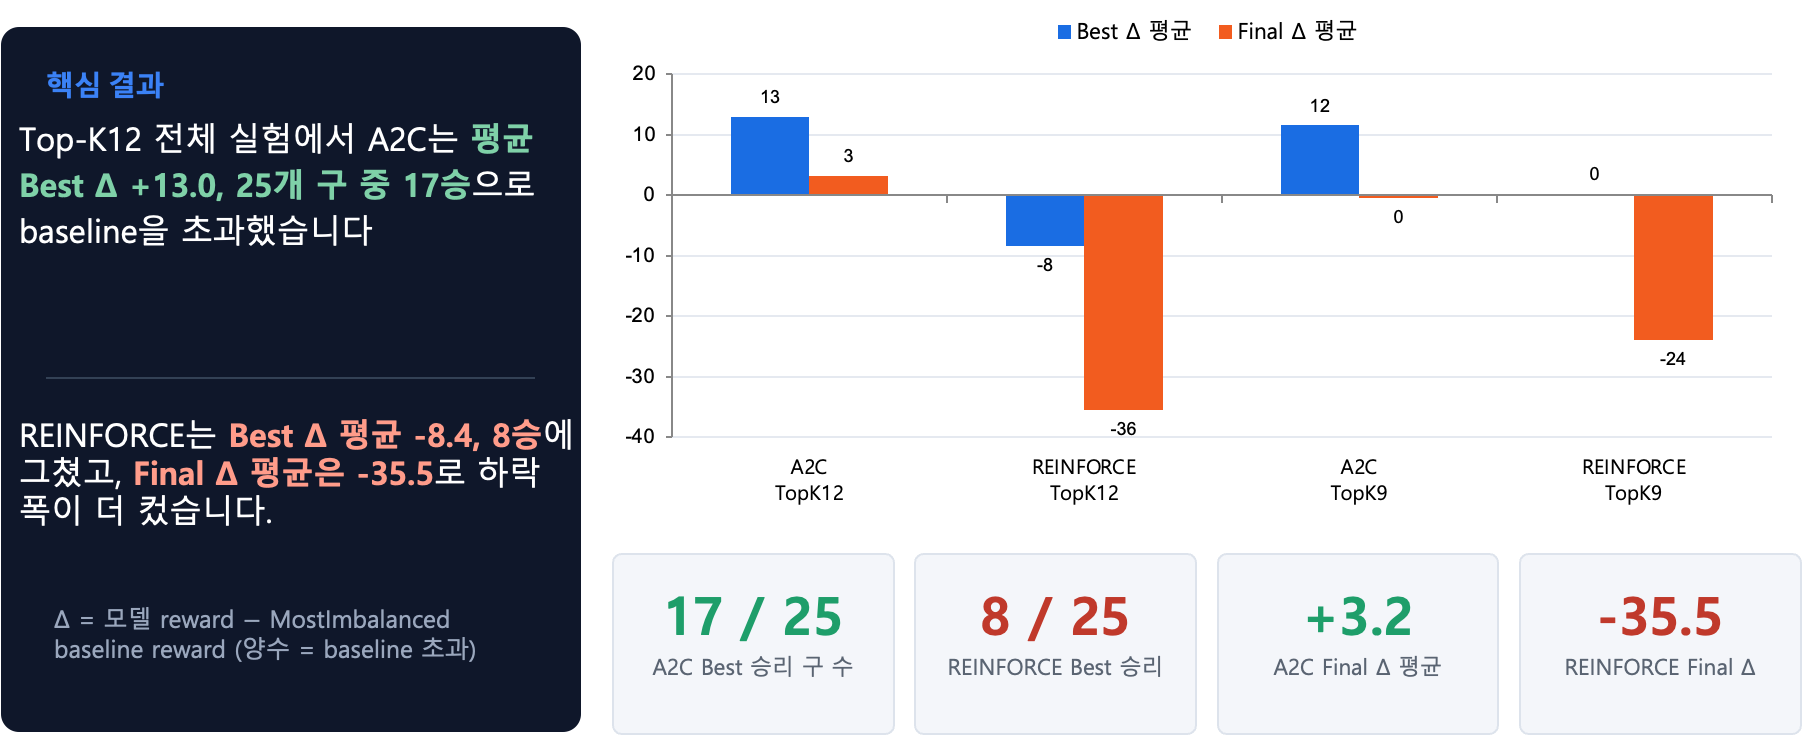 핵심 결과
Top-K12 전체 실험에서 A2C는 평균
Best Δ +13.0, 25개 구 중 17승으로
baseline을 초과했습니다
REINFORCE는 Best Δ 평균 -8.4, 8승에
그쳤고, Final Δ 평균은 -35.5로 하락
폭이 더 컸습니다.
Δ = 모델 reward – MostImbalanced
baseline reward (양수 = baseline 초과)
Best Δ 평균 Final Δ 평균
20
10
0
-10
-20
-30
-40
13
3
-8
-36
12
0
0
-24
A2C
TopK12
REINFORCE
TopK12
A2C
TopK9
REINFORCE
TopK9
17 / 25
A2C Best 승리 구 수
8 / 25
REINFORCE Best 승리
+3.2
A2C Final Δ 평균
-35.5
REINFORCE Final Δ